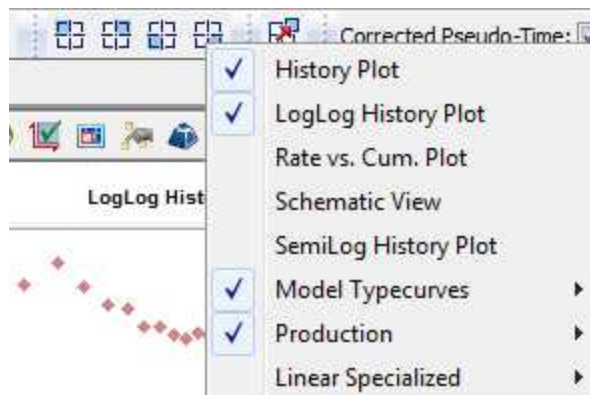 Corrected Pseudo-Time:
History Plot
LogLog History Plot
Rate vs. Cum. Plot
LogLog Hist
Schematic View
SemiLog History Plot
Model Typecurves
Production
Linear Specialized